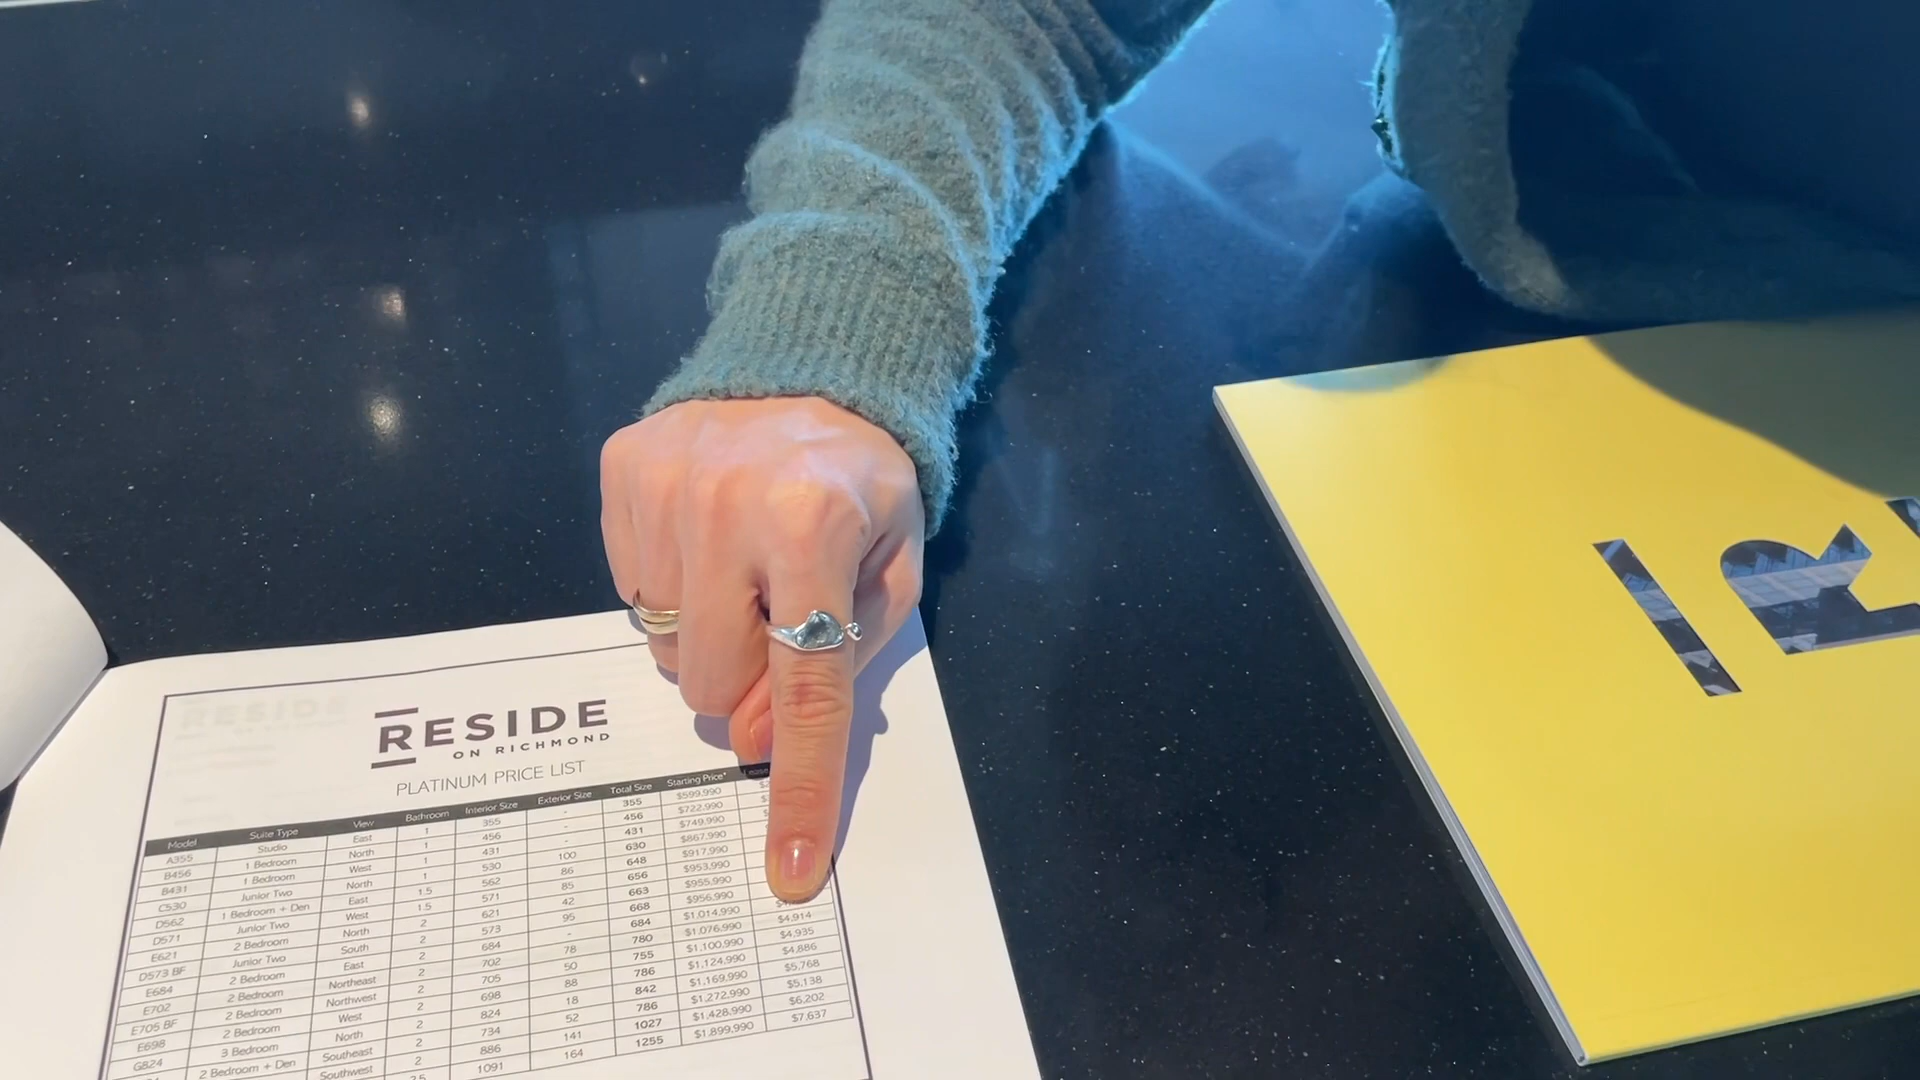 RESIDE
ON RICHMOND
PLATINUM PRICE LIST
Model Suite Type View Bathroom Interior Size Exterior Size Total Size Starting Price*
A355 Studio East 1 355 - 355 $599,990
B456 1 Bedroom North 1 456 - 456 $722,990
B431 1 Bedroom West 1 431 - 431 $749,990
C530 Junior Two North 1 530 100 630 $867,990
D562 1 Bedroom + Den East 1.5 562 86 648 $917,990
D571 Junior Two West 1.5 571 85 656 $953,990
E621 2 Bedroom North 2 621 42 663 $955,990
D573 BF Junior Two South 2 573 95 668 $956,990
E684 2 Bedroom East 2 684 - 684 $1,014,990
E702 2 Bedroom Northeast 2 702 78 780 $1,076,990 $4,914
E705 BF 2 Bedroom Northwest 2 705 50 755 $1,100,990 $4,935
E698 2 Bedroom West 2 698 88 786 $1,124,990 $4,886
G824 3 Bedroom North 2 824 18 842 $1,169,990 $5,768
2 Bedroom + Den Southeast 2 734 52 786 $1,272,990 $5,138
Southwest 2 886 141 1027 $1,428,990 $6,202
2.5 1091 164 1255 $1,899,990 $7,637